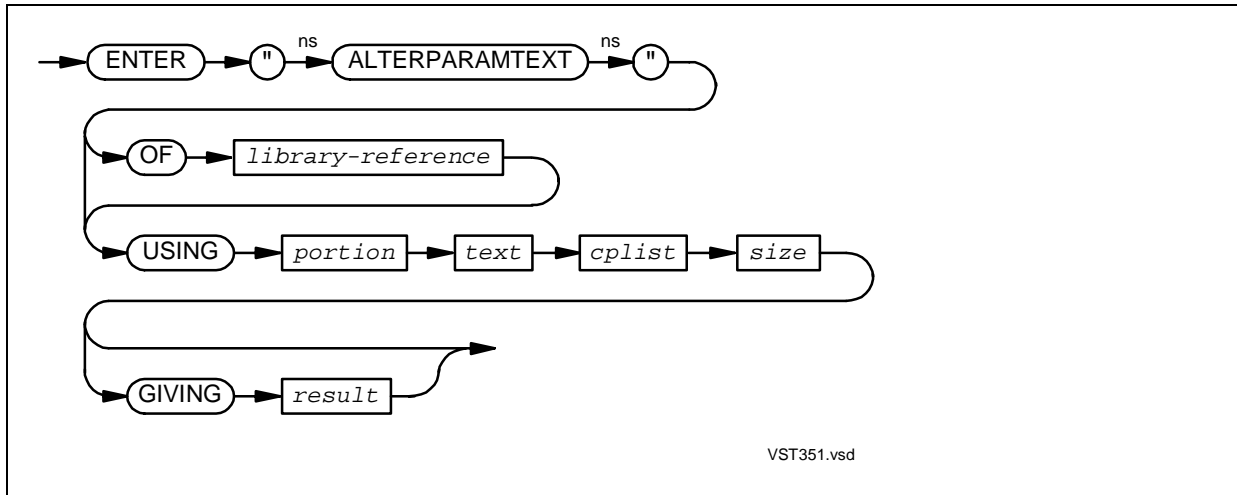 ns ns
ENTER " ALTERPARAMTEXT "
OF library-reference
USING portion text cplist size
GIVING result
VST351.vsd